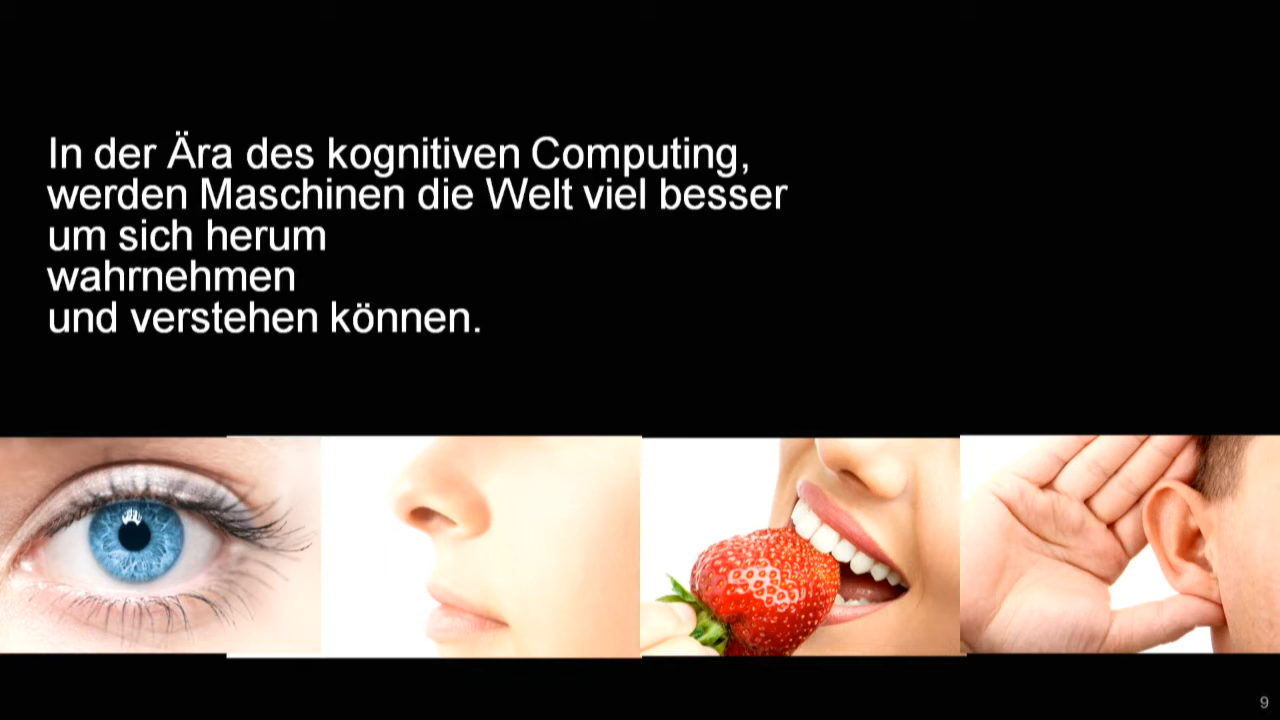 In der Ära des kognitiven Computing,
werden Maschinen die Welt viel besser
um sich herum
wahrnehmen
und verstehen können.
9